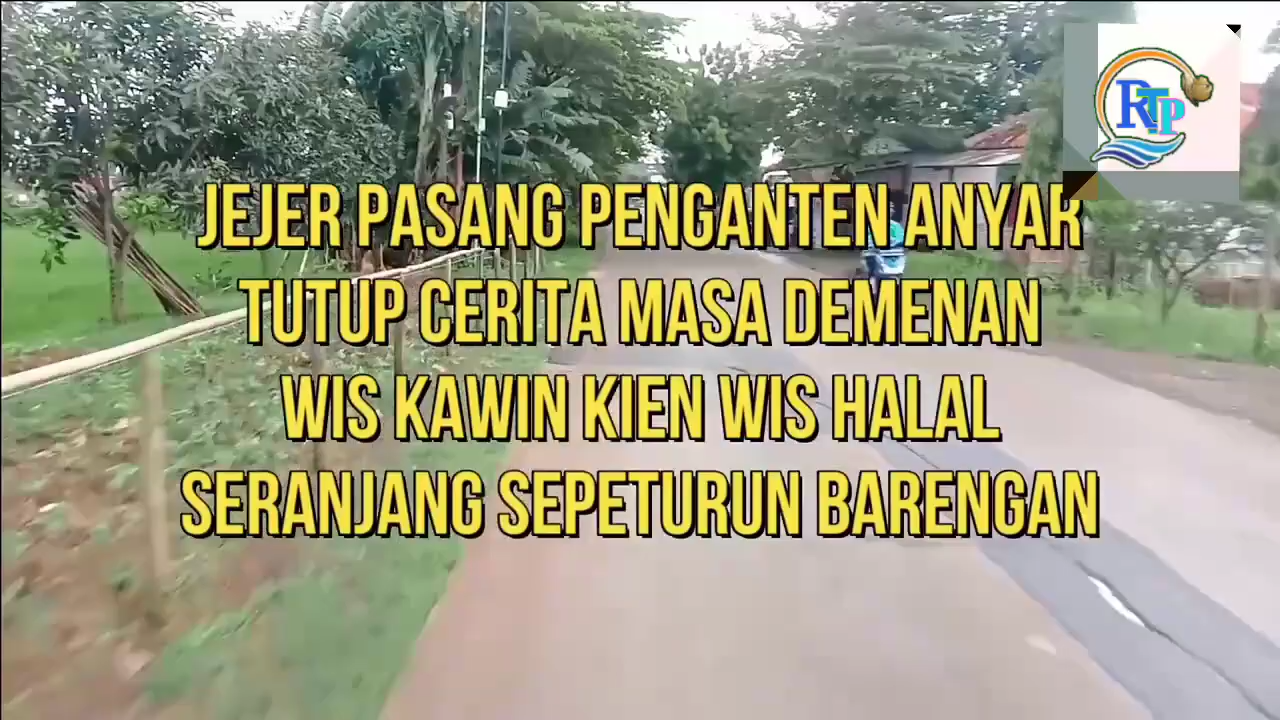 RTP
JEJER PASANG PENGANTEN ANYAR
TUTUP CERITA MASA DEMENAN
WIS KAWIN KIEN WIS HALAL
SERANJANG SEPETURUN BARENGAN